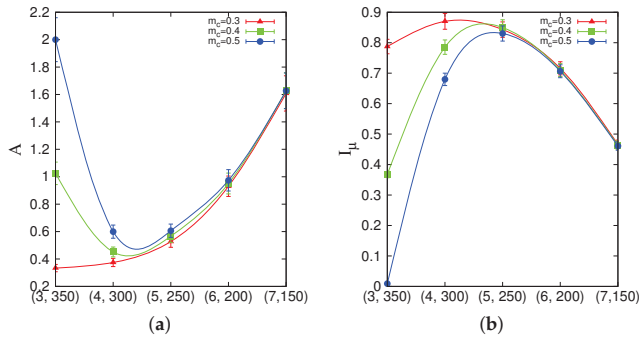 2.2
2
1.8
1.6
1.4
1.2
1
0.8
0.6
0.4
0.2
A
m_c=0.3
m_c=0.4
m_c=0.5
(3, 350) (4, 300) (5, 250) (6, 200) (7,150)
(a)
0.9
0.8
0.7
0.6
0.5
0.4
0.3
0.2
0.1
0
I_μ
m_c=0.3
m_c=0.4
m_c=0.5
(3, 350) (4, 300) (5, 250) (6, 200) (7,150)
(b)